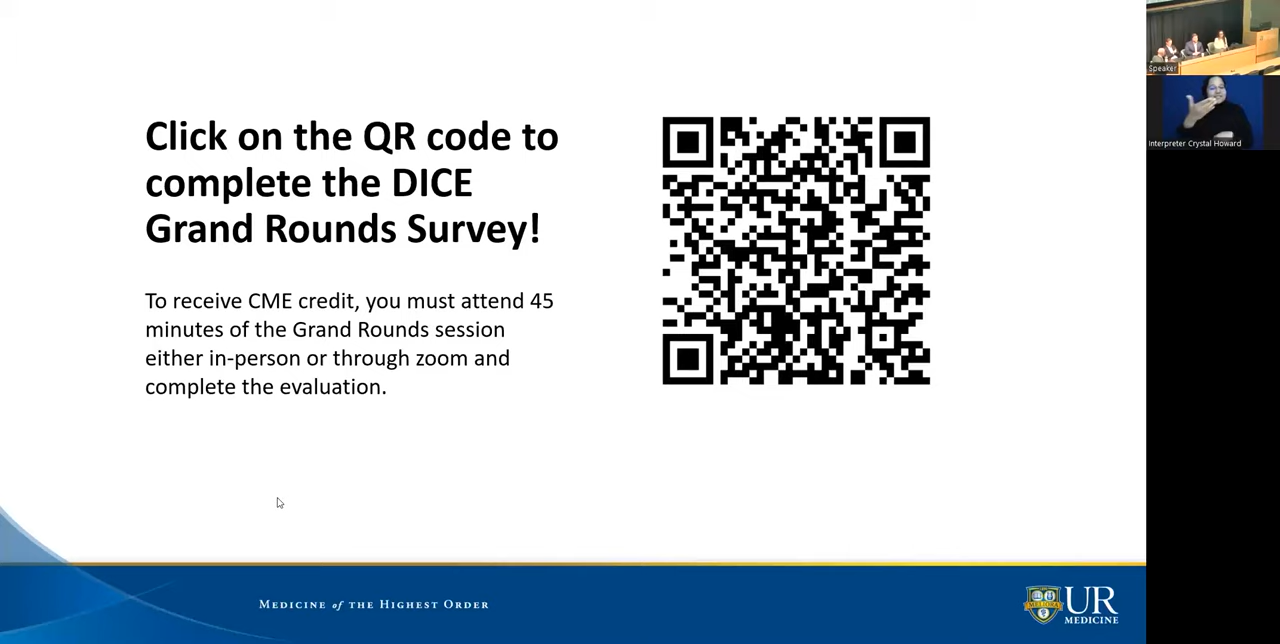 Click on the QR code to
complete the DICE
Grand Rounds Survey!
To receive CME credit, you must attend 45
minutes of the Grand Rounds session
either in-person or through zoom and
complete the evaluation.
Speaker
Interpreter Crystal Howard
MEDICINE of THE HIGHEST ORDER
MELIORA
UR
MEDICINE